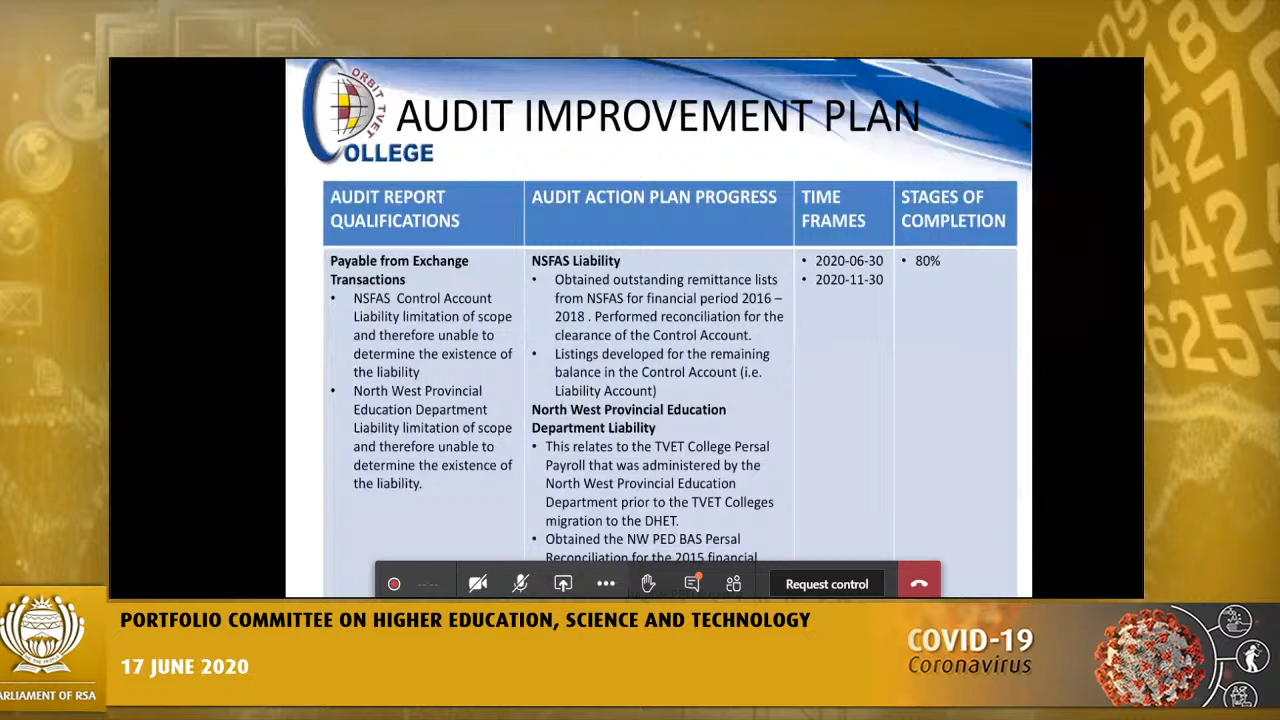 ORBIT TVET
COLLEGE
AUDIT IMPROVEMENT PLAN
AUDIT REPORT
QUALIFICATIONS
AUDIT ACTION PLAN PROGRESS
TIME
FRAMES
STAGES OF
COMPLETION
Payable from Exchange
Transactions
• NSFAS Control Account
Liability limitation of scope
and therefore unable to
determine the existence of
the liability
• North West Provincial
Education Department
Liability limitation of scope
and therefore unable to
determine the existence of
the liability.
NSFAS Liability
• Obtained outstanding remittance lists
from NSFAS for financial period 2016 –
2018 . Performed reconciliation for the
clearance of the Control Account.
• Listings developed for the remaining
balance in the Control Account (i.e.
Liability Account)
North West Provincial Education
Department Liability
• This relates to the TVET College Persal
Payroll that was administered by the
North West Provincial Education
Department prior to the TVET Colleges
migration to the DHET.
• Obtained the NW PED BAS Persal
Reconciliation for the 2015 financial
• 2020-06-30
• 2020-11-30
• 80%
Request control
PORTFOLIO COMMITTEE ON HIGHER EDUCATION, SCIENCE AND TECHNOLOGY
17 JUNE 2020
COVID-19
Coronavirus
ARLIAMENT OF RSA